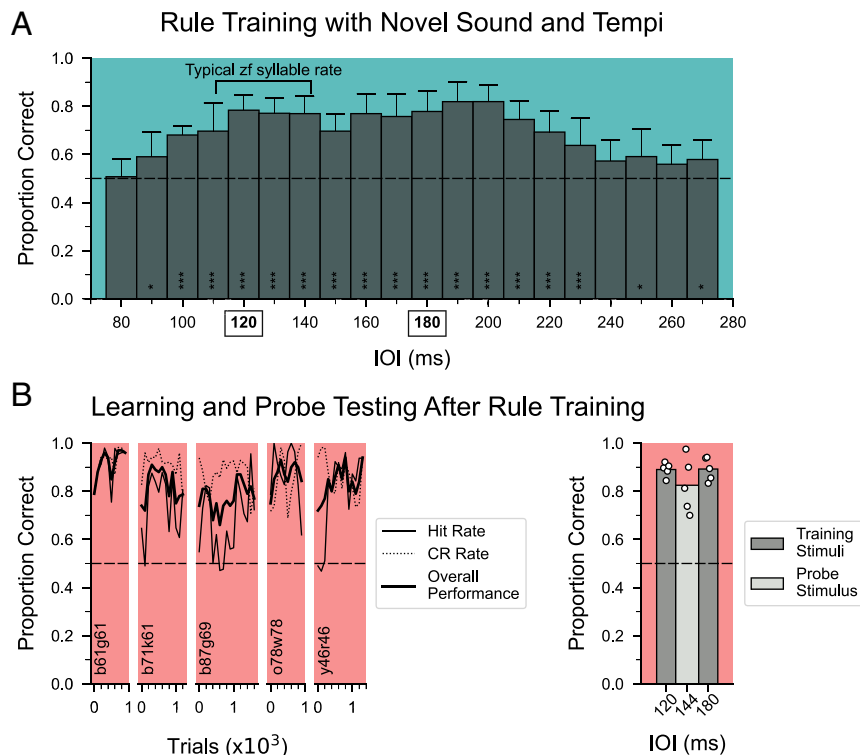 A
Rule Training with Novel Sound and Tempi
Typical zf syllable rate
Proportion Correct
1.0
0.8
0.6
0.4
0.2
0.0
* *** *** *** *** *** *** *** *** *** *** *** *** *** *** * *
80 100 120 140 160 180 200 220 240 260 280
IOI (ms)
B
Learning and Probe Testing After Rule Training
Proportion Correct
1.0
0.8
0.6
0.4
0.2
0.0
b61g61
b71k61
b87g69
o78w78
y46r46
0 1 0 1 0 1 0 1 0 1
Trials (x10³)
Hit Rate
CR Rate
Overall
Performance
Proportion Correct
1.0
0.8
0.6
0.4
0.2
0.0
120 144 180
IOI (ms)
Training
Stimuli
Probe
Stimulus